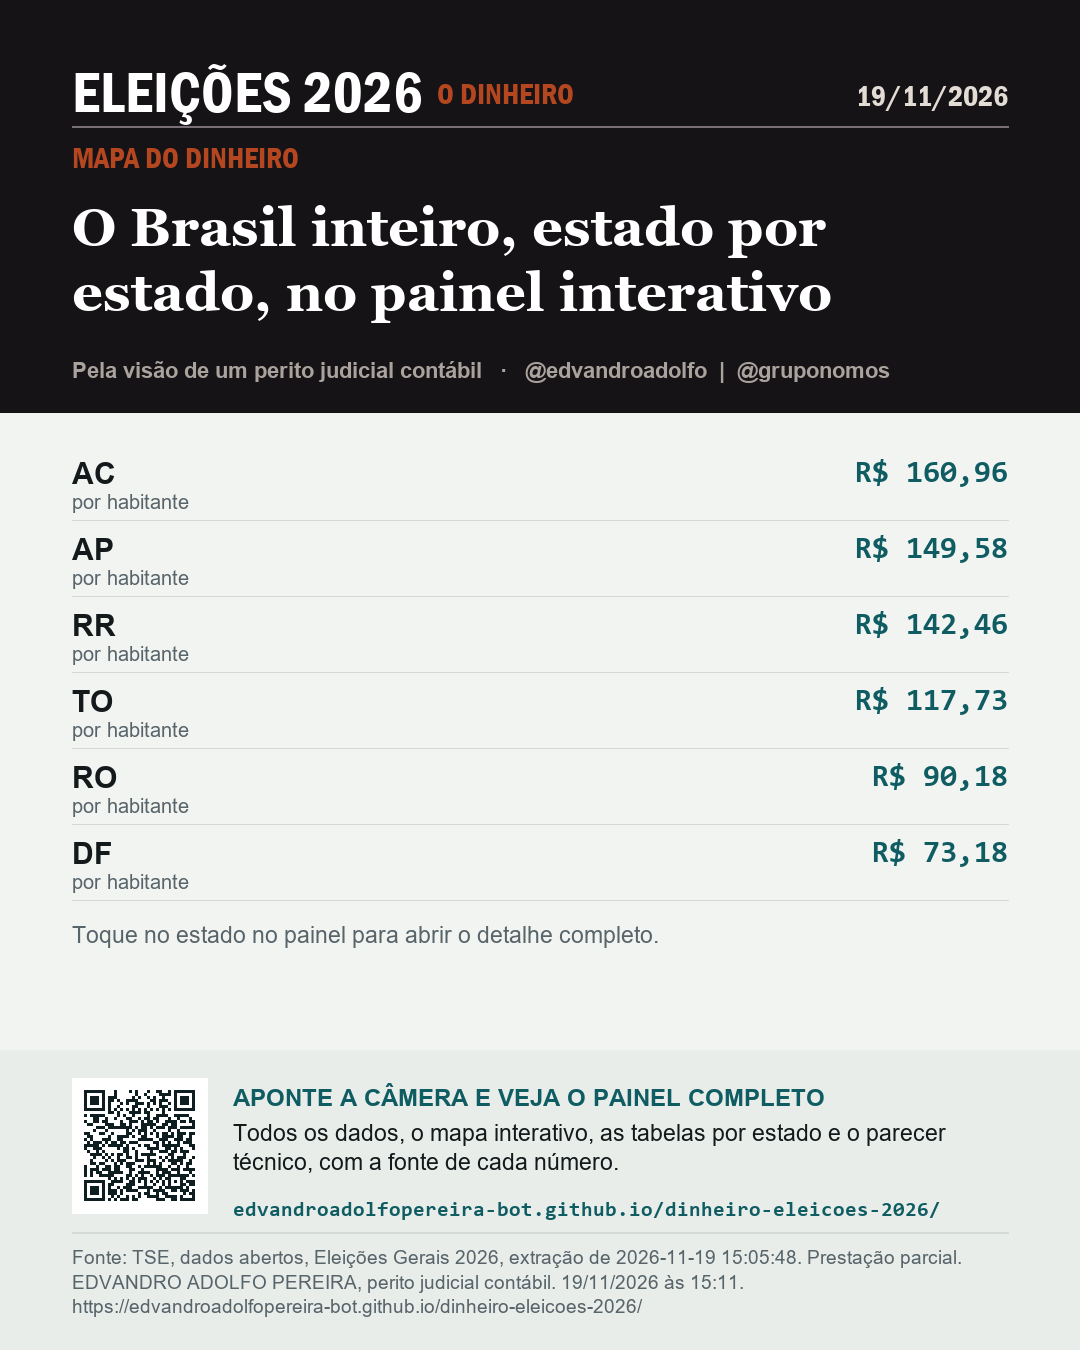 ELEIÇÕES 2026 O DINHEIRO 19/11/2026
MAPA DO DINHEIRO
O Brasil inteiro, estado por
estado, no painel interativo
Pela visão de um perito judicial contábil · @edvandroadolfo | @gruponomos
AC R$ 160,96
por habitante
AP R$ 149,58
por habitante
RR R$ 142,46
por habitante
TO R$ 117,73
por habitante
RO R$ 90,18
por habitante
DF R$ 73,18
por habitante
Toque no estado no painel para abrir o detalhe completo.
APONTE A CÂMERA E VEJA O PAINEL COMPLETO
Todos os dados, o mapa interativo, as tabelas por estado e o parecer
técnico, com a fonte de cada número.
edvandroadolfopereira-bot.github.io/dinheiro-eleicoes-2026/
Fonte: TSE, dados abertos, Eleições Gerais 2026, extração de 2026-11-19 15:05:48. Prestação parcial.
EDVANDRO ADOLFO PEREIRA, perito judicial contábil. 19/11/2026 às 15:11.
https://edvandroadolfopereira-bot.github.io/dinheiro-eleicoes-2026/